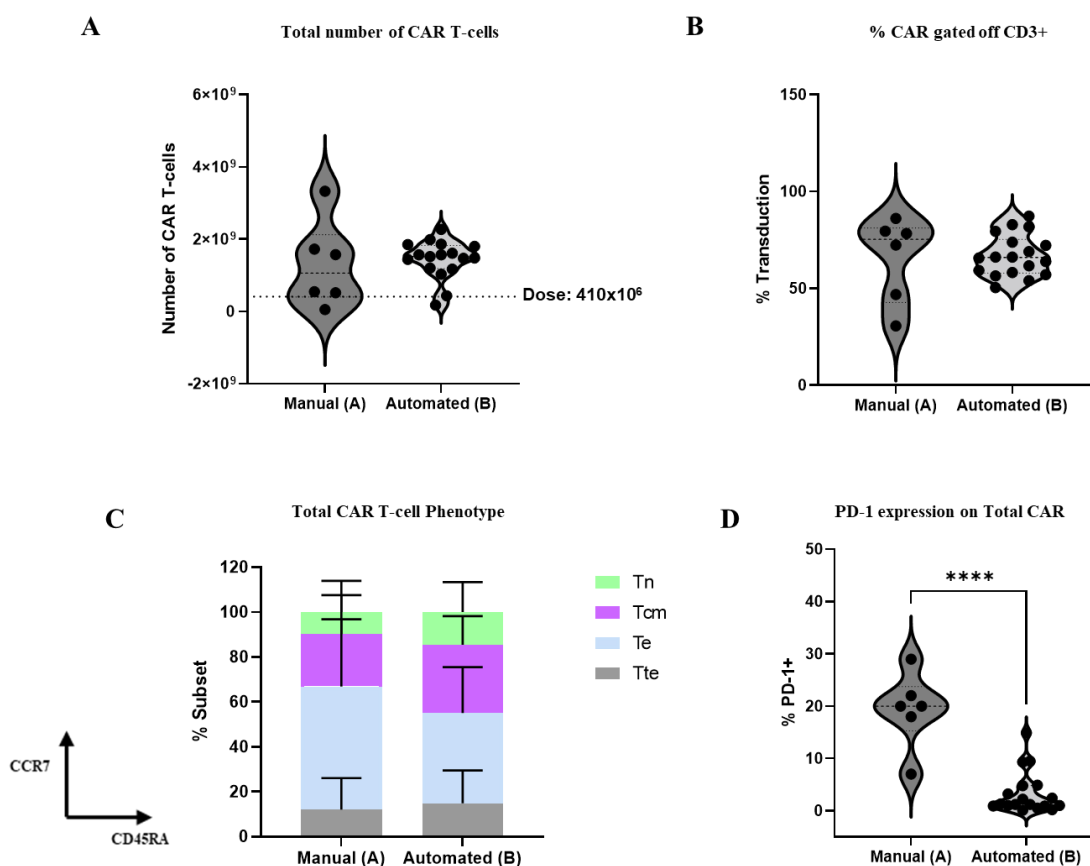 A
Total number of CAR T-cells
Number of CAR T-cells
6×10⁹
4×10⁹
2×10⁹
0
-2×10⁹
Dose: 410x10⁶
Manual (A)
Automated (B)
B
% CAR gated off CD3+
% Transduction
150
100
50
0
Manual (A)
Automated (B)
C
Total CAR T-cell Phenotype
% Subset
120
100
80
60
40
20
0
Manual (A)
Automated (B)
Tn
Tcm
Te
Tte
CCR7
CD45RA
D
PD-1 expression on Total CAR
% PD-1+
50
40
30
20
10
0
****
Manual (A)
Automated (B)